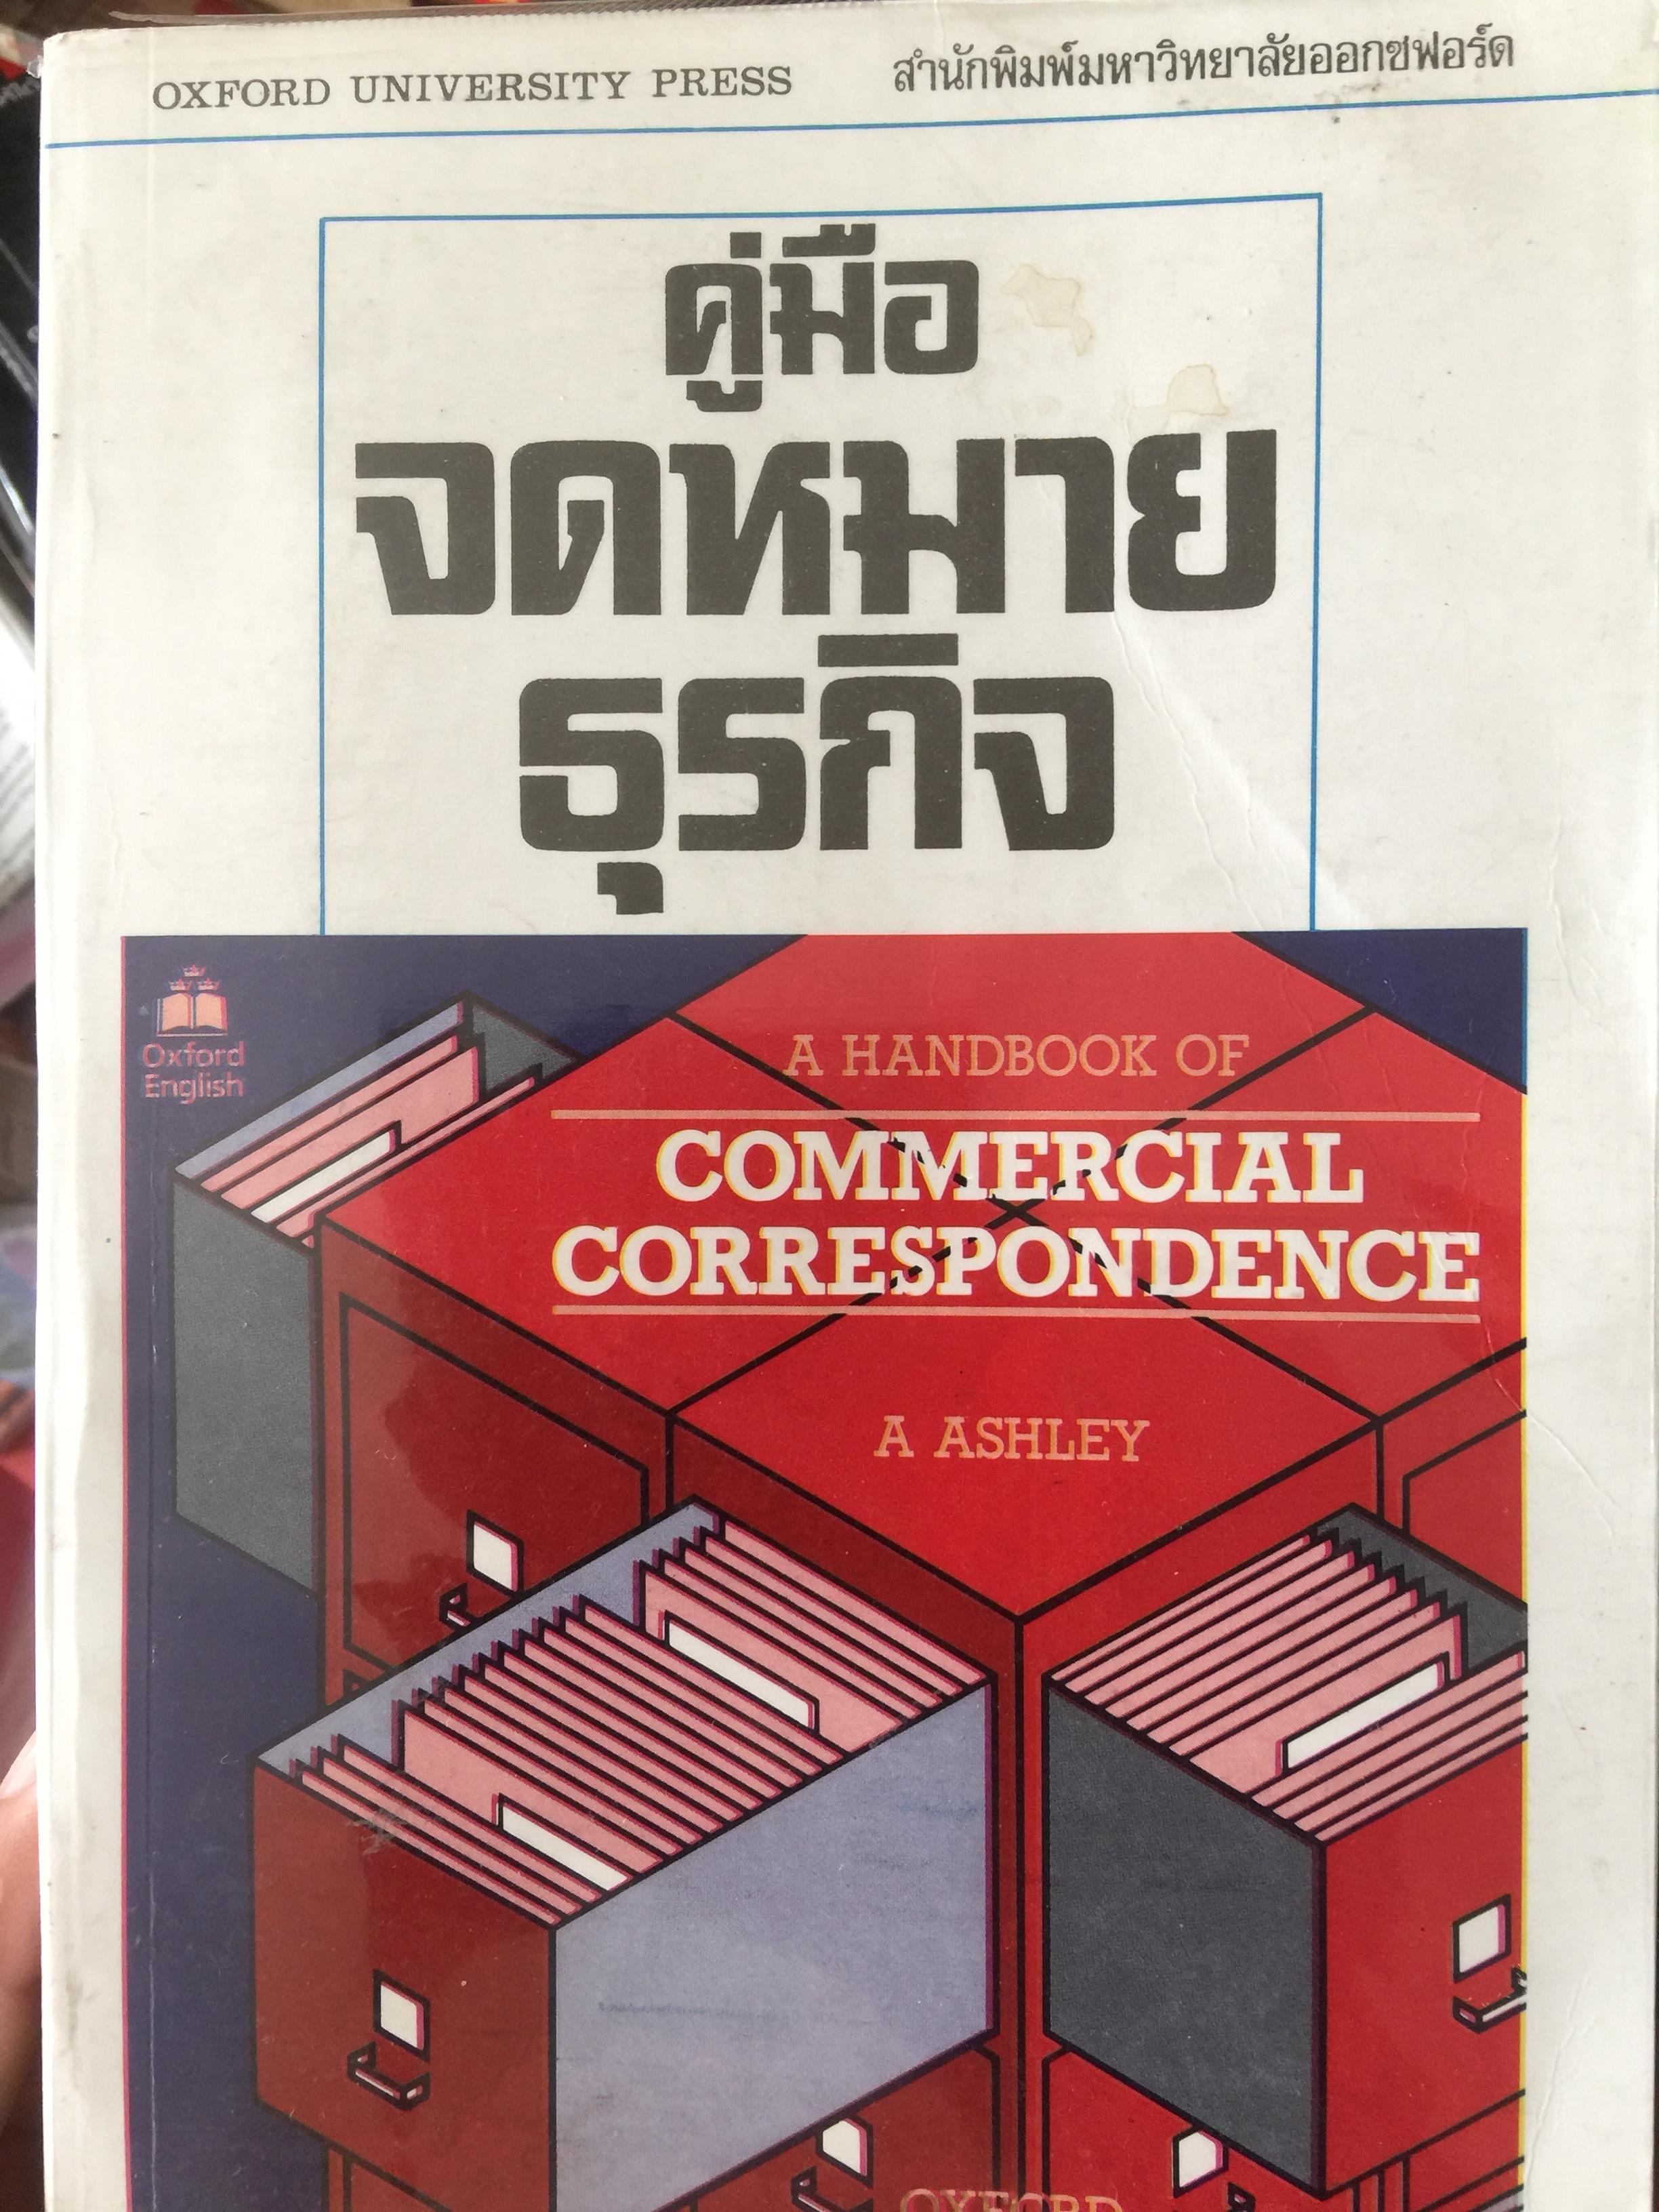 OXFORD UNIVERSITY PRESS สำนักพิมพ์มหาวิทยาลัยออกซฟอร์ด
คู่มือ
จดหมาย
ธุรกิจ
Oxford
English
A HANDBOOK OF
COMMERCIAL
CORRESPONDENCE
A ASHLEY
OXFORD